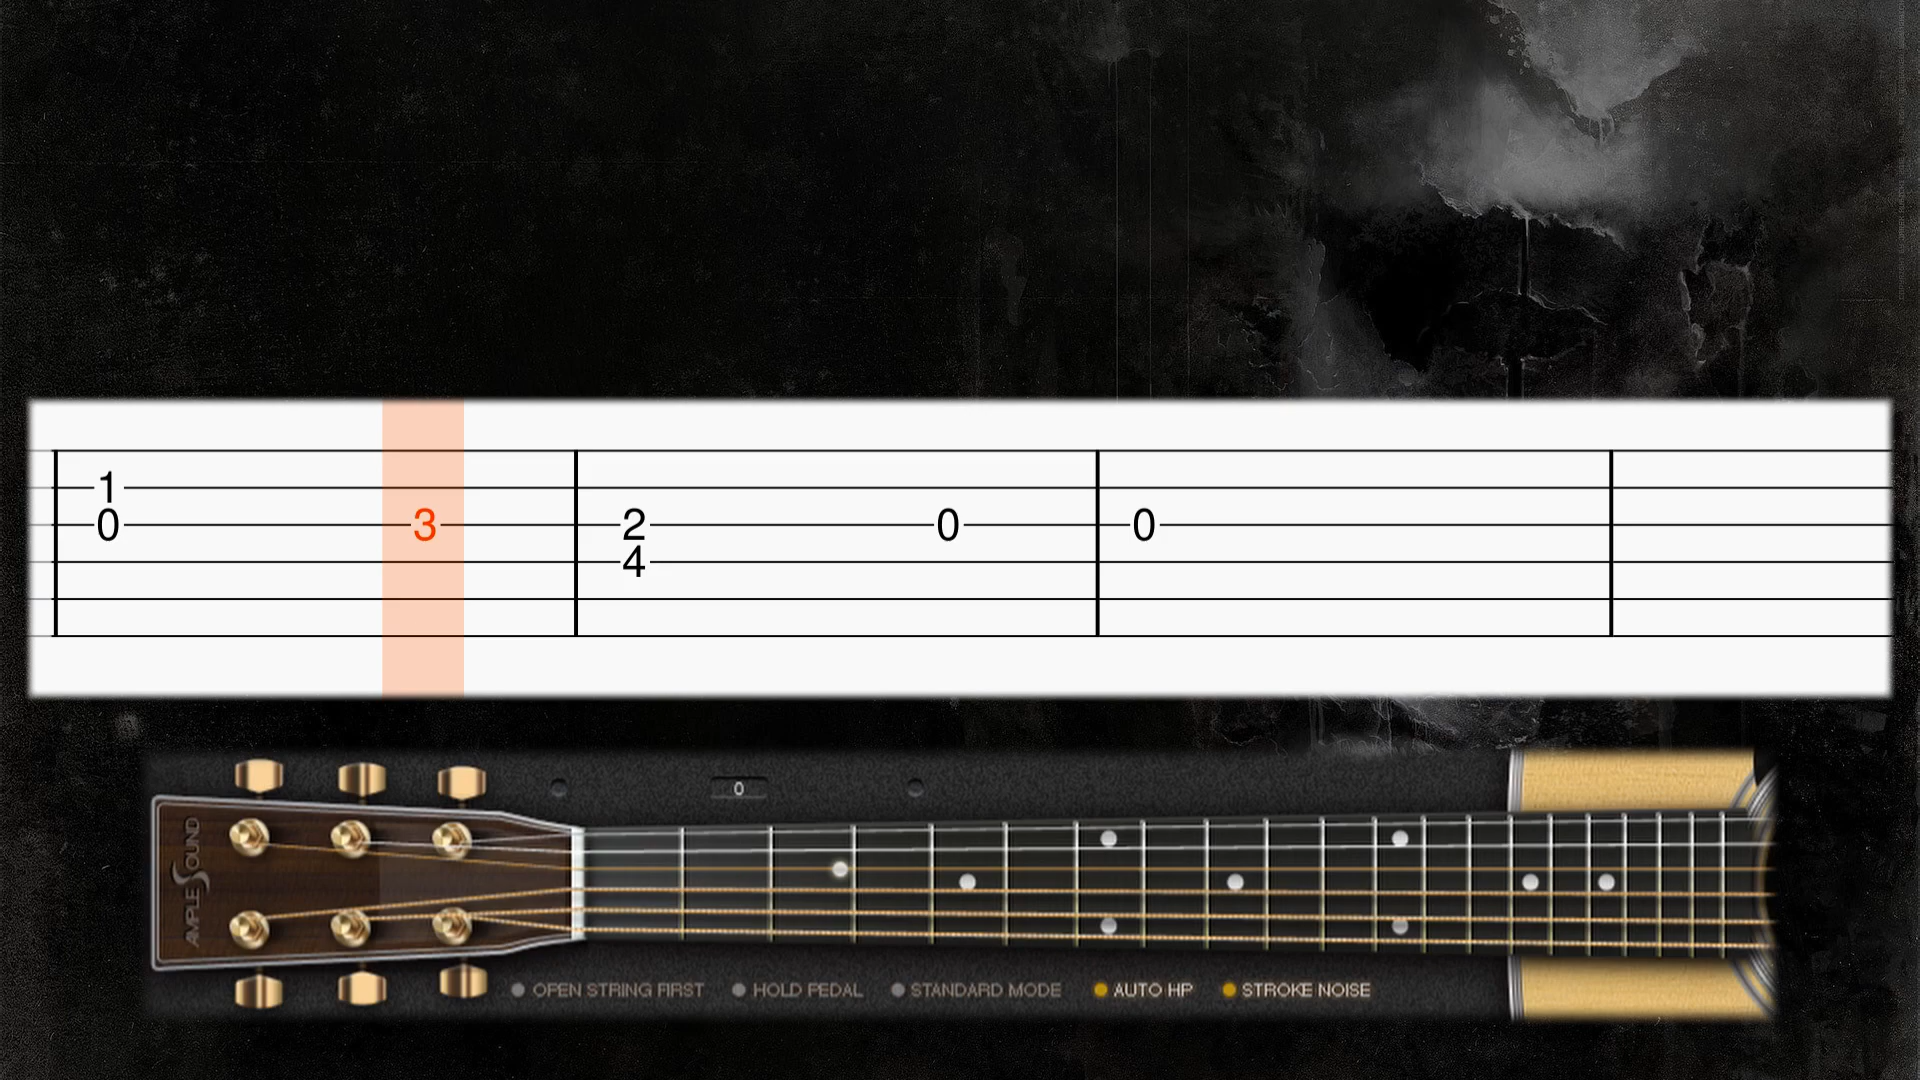 1
0 3 2 0 0
4
0
AMPLE SOUND
OPEN STRING FIRST HOLD PEDAL STANDARD MODE AUTO HP STROKE NOISE